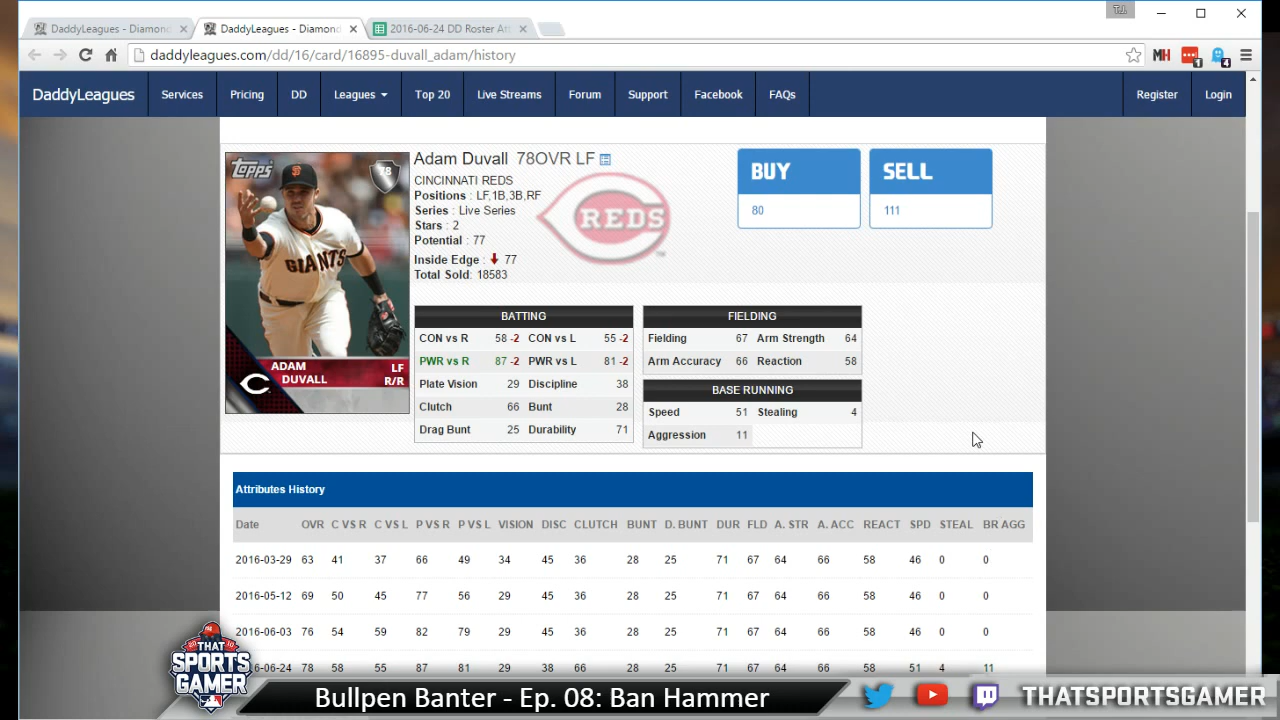 DaddyLeagues - Diamond
DaddyLeagues - Diamond
2016-06-24 DD Roster Att
daddyleagues.com/dd/16/card/16895-duvall_adam/history
MH
1
4
DaddyLeagues Services Pricing DD Leagues Top 20 Live Streams Forum Support Facebook FAQs Register Login
Topps
78
GIANTS
ADAM
DUVALL
LF
R/R
Adam Duvall 78OVR LF
CINCINNATI REDS
Positions : LF,1B,3B,RF
Series : Live Series
Stars : 2
Potential : 77
Inside Edge : 77
Total Sold: 18583
REDS
BUY
80
SELL
111
BATTING
CON vs R 58 -2 CON vs L 55 -2
PWR vs R 87 -2 PWR vs L 81 -2
Plate Vision 29 Discipline 38
Clutch 66 Bunt 28
Drag Bunt 25 Durability 71
FIELDING
Fielding 67 Arm Strength 64
Arm Accuracy 66 Reaction 58
BASE RUNNING
Speed 51 Stealing 4
Aggression 11
Attributes History
Date OVR C VS R C VS L P VS R P VS L VISION DISC CLUTCH BUNT D. BUNT DUR FLD A. STR A. ACC REACT SPD STEAL BR AGG
2016-03-29 63 41 37 66 49 34 45 36 28 25 71 67 64 66 58 46 0 0
2016-05-12 69 50 45 77 56 29 45 36 28 25 71 67 64 66 58 46 0 0
2016-06-03 76 54 59 82 79 29 45 36 28 25 71 67 64 66 58 46 0 0
-06-24 78 58 55 87 81 29 38 66 28 25 71 67 64 66 58 51 4 11
THAT
SPORTS
GAMER
Bullpen Banter - Ep. 08: Ban Hammer
THATSPORTSGAMER